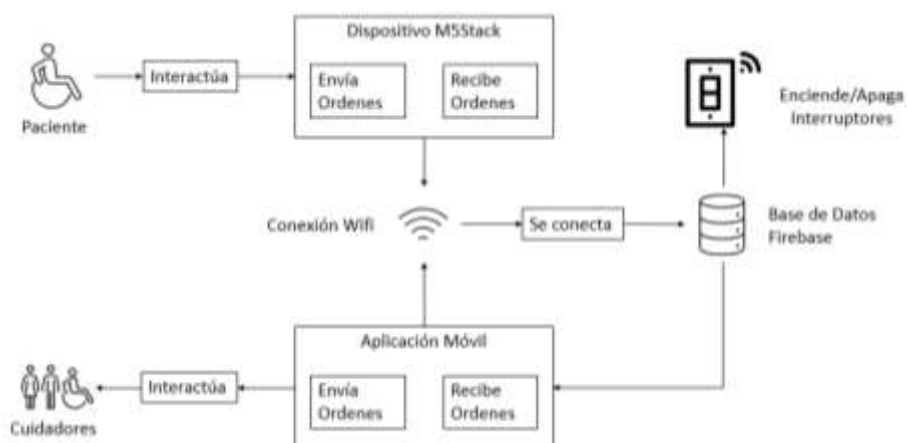 Dispositivo M5Stack
Interactúa
Envía
Ordenes
Recibe
Ordenes
Paciente
Enciende/Apaga
Interruptores
Conexión Wifi
Se conecta
Base de Datos
Firebase
Aplicación Móvil
Interactúa
Envía
Ordenes
Recibe
Ordenes
Cuidadores